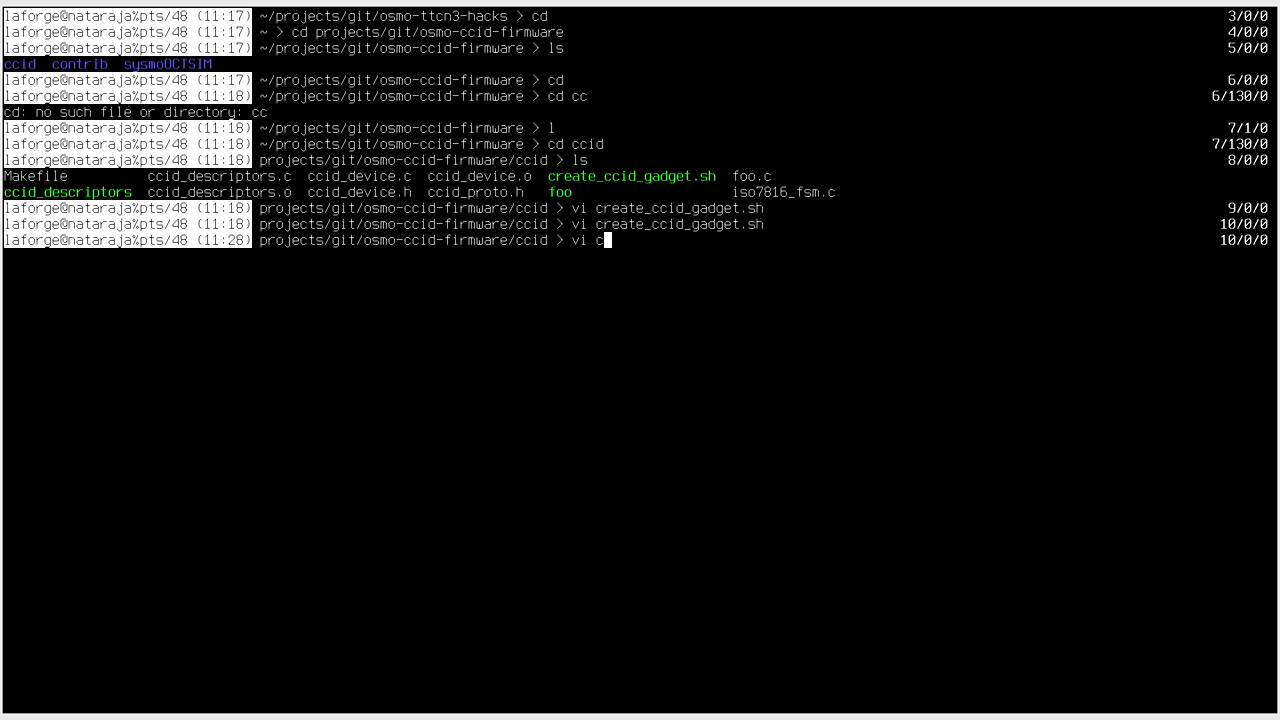 laforge@nataraja%pts/48 (11:17) ~/projects/git/osmo-ttcn3-hacks > cd 3/0/0
laforge@nataraja%pts/48 (11:17) ~ > cd projects/git/osmo-ccid-firmware 4/0/0
laforge@nataraja%pts/48 (11:17) ~/projects/git/osmo-ccid-firmware > ls 5/0/0
ccid contrib sysmoOCTSIM
laforge@nataraja%pts/48 (11:17) ~/projects/git/osmo-ccid-firmware > cd 6/0/0
laforge@nataraja%pts/48 (11:18) ~/projects/git/osmo-ccid-firmware > cd cc 6/130/0
cd: no such file or directory: cc
laforge@nataraja%pts/48 (11:18) ~/projects/git/osmo-ccid-firmware > l 7/1/0
laforge@nataraja%pts/48 (11:18) ~/projects/git/osmo-ccid-firmware > cd ccid 7/130/0
laforge@nataraja%pts/48 (11:18) projects/git/osmo-ccid-firmware/ccid > ls 8/0/0
Makefile ccid_descriptors.c ccid_device.c ccid_device.o create_ccid_gadget.sh foo.c
ccid_descriptors ccid_descriptors.o ccid_device.h ccid_proto.h foo iso7816_fsm.c
laforge@nataraja%pts/48 (11:18) projects/git/osmo-ccid-firmware/ccid > vi create_ccid_gadget.sh 9/0/0
laforge@nataraja%pts/48 (11:18) projects/git/osmo-ccid-firmware/ccid > vi create_ccid_gadget.sh 10/0/0
laforge@nataraja%pts/48 (11:28) projects/git/osmo-ccid-firmware/ccid > vi c 10/0/0